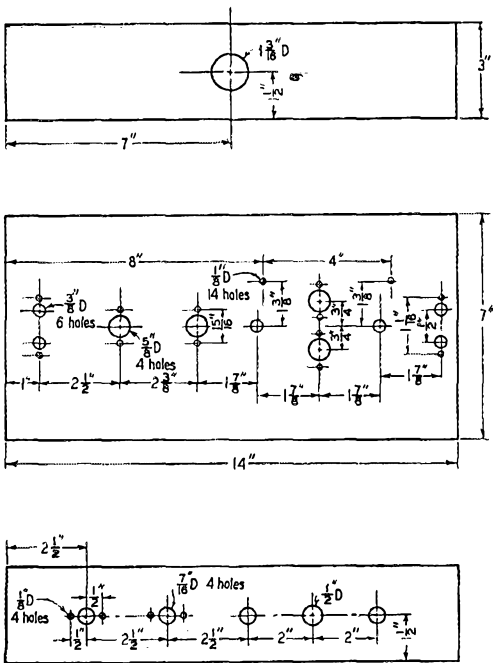 1 3/16" D
1 1/2"
3"
7"
8"
4"
1/8" D
14 holes
3/8" D
6 holes
5/8" D
4 holes
15/16"
1 3/8"
3/4"
3/4"
1 3/8"
1/2"
7"
1"
2 1/2"
2 3/8"
1 7/8"
1 7/8"
1 7/8"
1 7/8"
14"
2 1/2"
1/8" D
4 holes
1/2"
7/16" D 4 holes
1/2" D
1/2"
2 1/2"
2 1/2"
2"
2"
1 1/2"